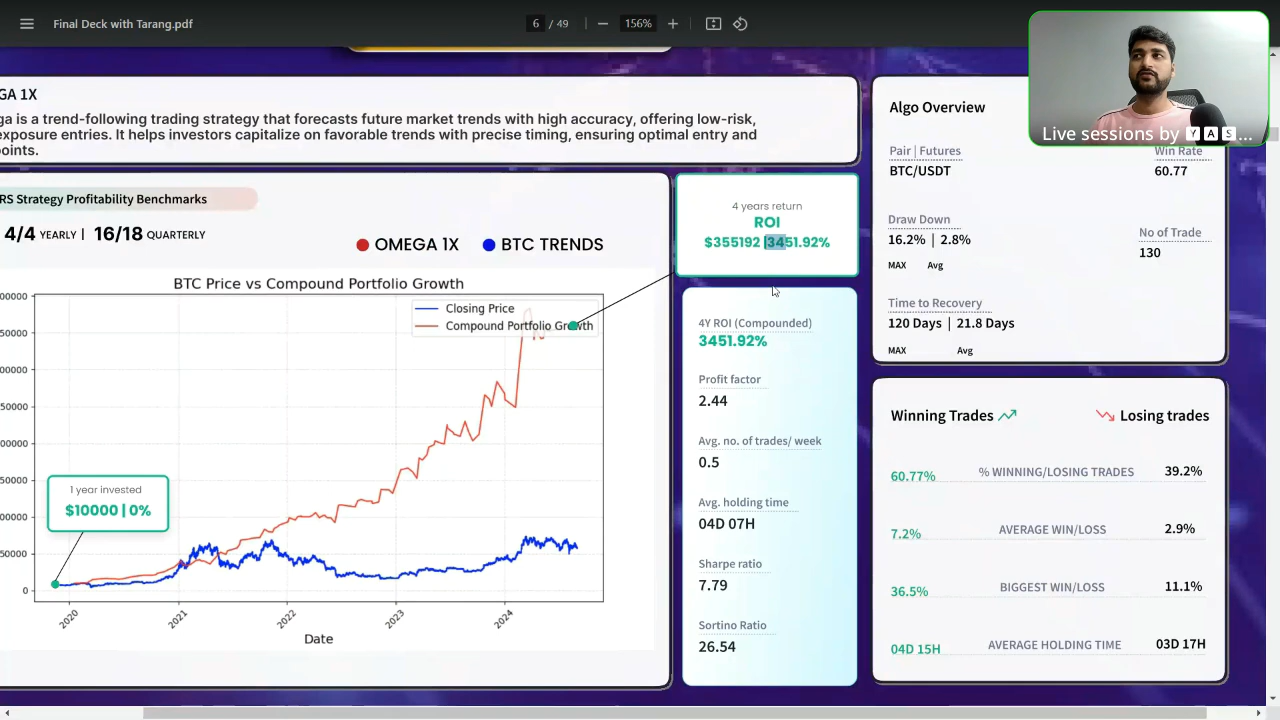 Final Deck with Tarang.pdf
6 / 49
156%
Live sessions by Y A S ...
GA 1X
ga is a trend-following trading strategy that forecasts future market trends with high accuracy, offering low-risk,
exposure entries. It helps investors capitalize on favorable trends with precise timing, ensuring optimal entry and
points.
RS Strategy Profitability Benchmarks
4/4 YEARLY | 16/18 QUARTERLY
OMEGA 1X
BTC TRENDS
BTC Price vs Compound Portfolio Growth
Closing Price
Compound Portfolio Growth
00000
50000
00000
50000
00000
50000
00000
50000
0
1 year invested
$10000 | 0%
2020
2021
2022
2023
2024
Date
4 years return
ROI
$355192 |3451.92%
4Y ROI (Compounded)
3451.92%
Profit factor
2.44
Avg. no. of trades/ week
0.5
Avg. holding time
04D 07H
Sharpe ratio
7.79
Sortino Ratio
26.54
Algo Overview
Pair | Futures
BTC/USDT
Win Rate
60.77
Draw Down
16.2% | 2.8%
MAX Avg
No of Trade
130
Time to Recovery
120 Days | 21.8 Days
MAX Avg
Winning Trades
Losing trades
60.77% % WINNING/LOSING TRADES 39.2%
7.2% AVERAGE WIN/LOSS 2.9%
36.5% BIGGEST WIN/LOSS 11.1%
04D 15H AVERAGE HOLDING TIME 03D 17H